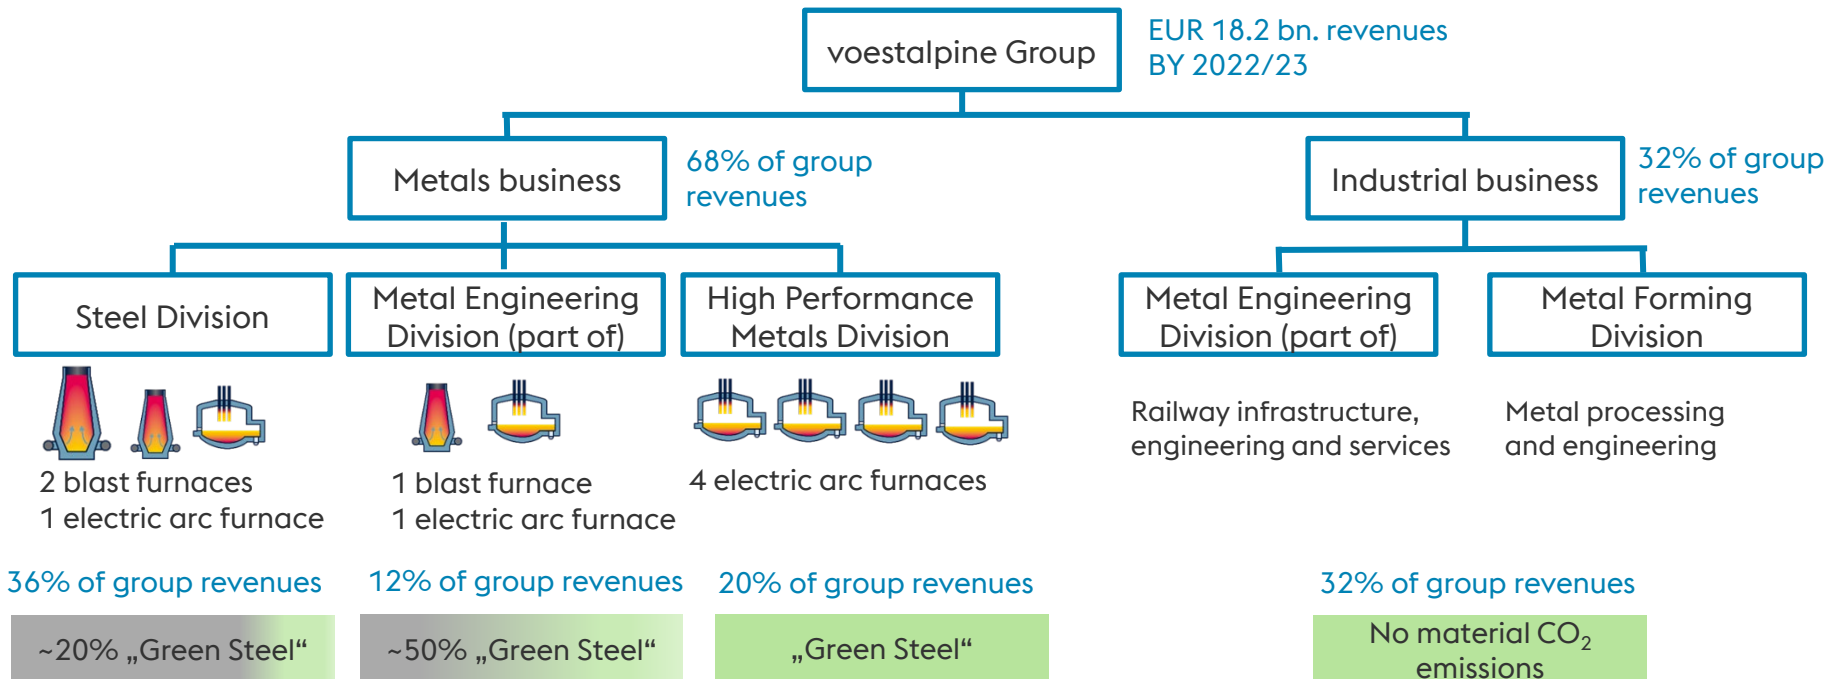 voestalpine Group
EUR 18.2 bn. revenues
BY 2022/23
Metals business
68% of group
revenues
Industrial business
32% of group
revenues
Steel Division
Metal Engineering
Division (part of)
High Performance
Metals Division
Metal Engineering
Division (part of)
Metal Forming
Division
2 blast furnaces
1 electric arc furnace
1 blast furnace
1 electric arc furnace
4 electric arc furnaces
Railway infrastructure,
engineering and services
Metal processing
and engineering
36% of group revenues
12% of group revenues
20% of group revenues
32% of group revenues
~20% „Green Steel“
~50% „Green Steel“
„Green Steel“
No material CO₂
emissions